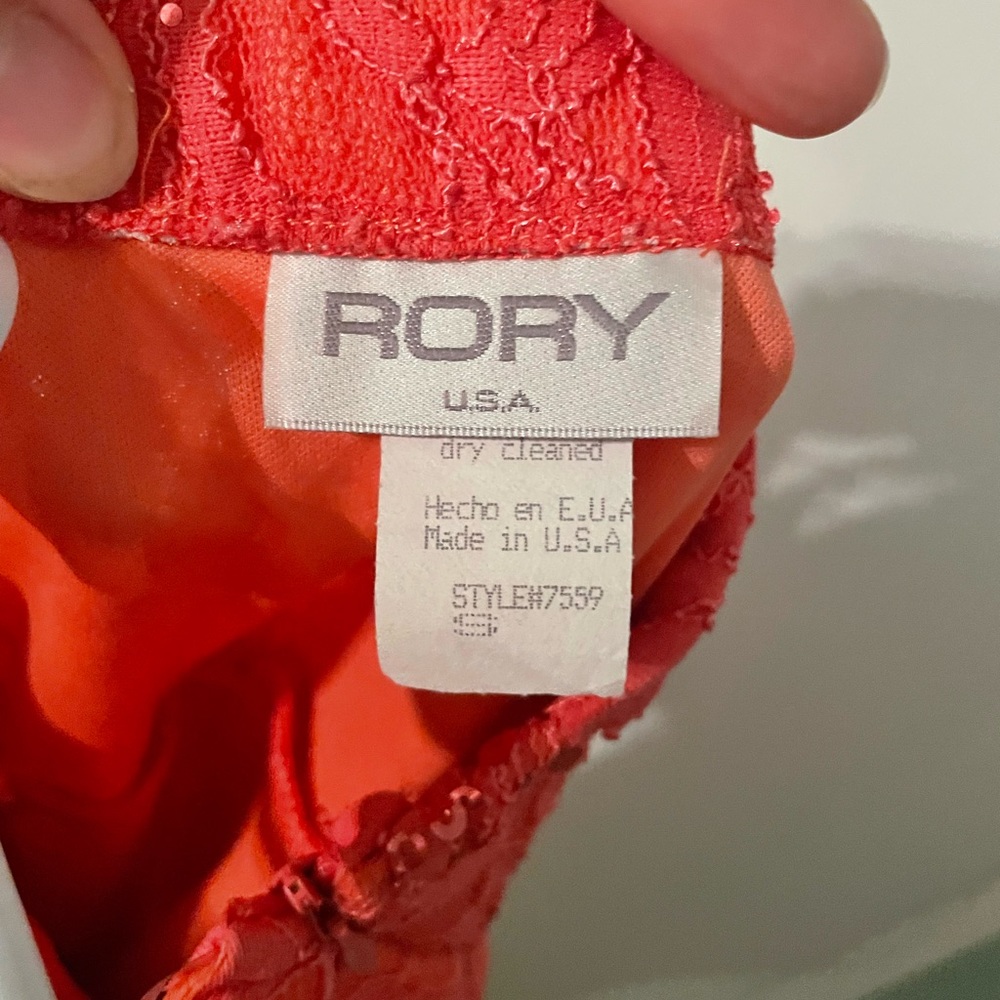 RORY
U.S.A.
dry cleaned
Hecho en E.U.A
Made in U.S.A
STYLE#7559
S